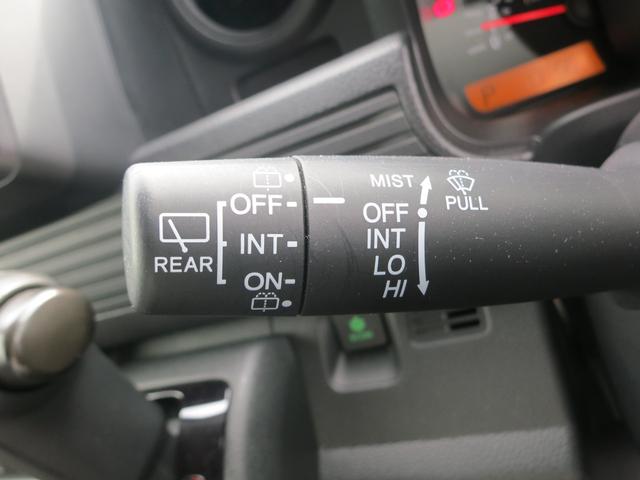 OFF
INT
REAR
ON
MIST
OFF
INT
LO
HI
PULL
P